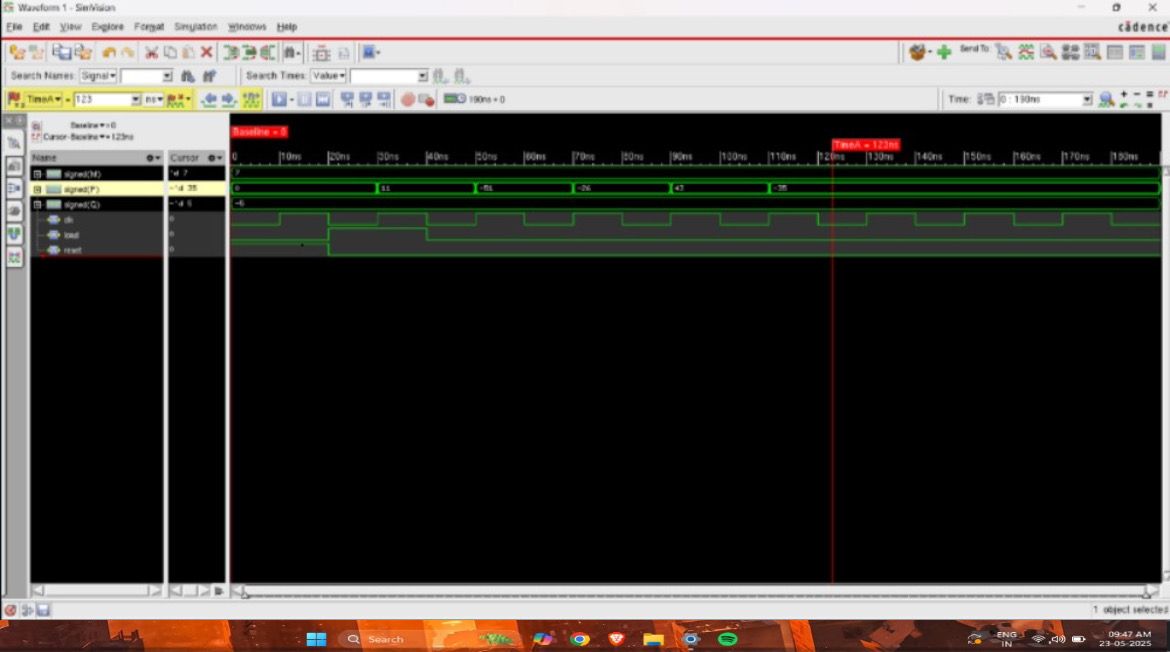 Waveform 1 - SimVision
File Edit View Explore Format Simulation Windows Help
cādence
Send To:
Search Names: Signal
Search Times: Value
TimeA = 123 ns
190ns + 0
Time: 0 : 190ns
Baseline = 0
Cursor-Baseline = 123ns
Baseline = 0
TimeA = 123ns
Name Cursor
0 10ns 20ns 30ns 40ns 50ns 60ns 70ns 80ns 90ns 100ns 110ns 120ns 130ns 140ns 150ns 160ns 170ns 180ns
signed(M) 'd 7 7
signed(P) -'d 35 0 11 -51 -26 43 -35
signed(Q) -'d 5 -5
clk 0
load 0
reset 0
1 object selected
Search
ENG
IN
09:47 AM
23-05-2025